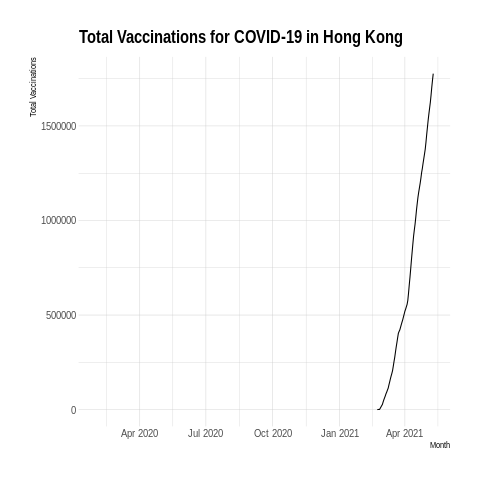 Total Vaccinations for COVID-19 in Hong Kong
Total Vaccinations
1500000
1000000
500000
0
Apr 2020 Jul 2020 Oct 2020 Jan 2021 Apr 2021
Month